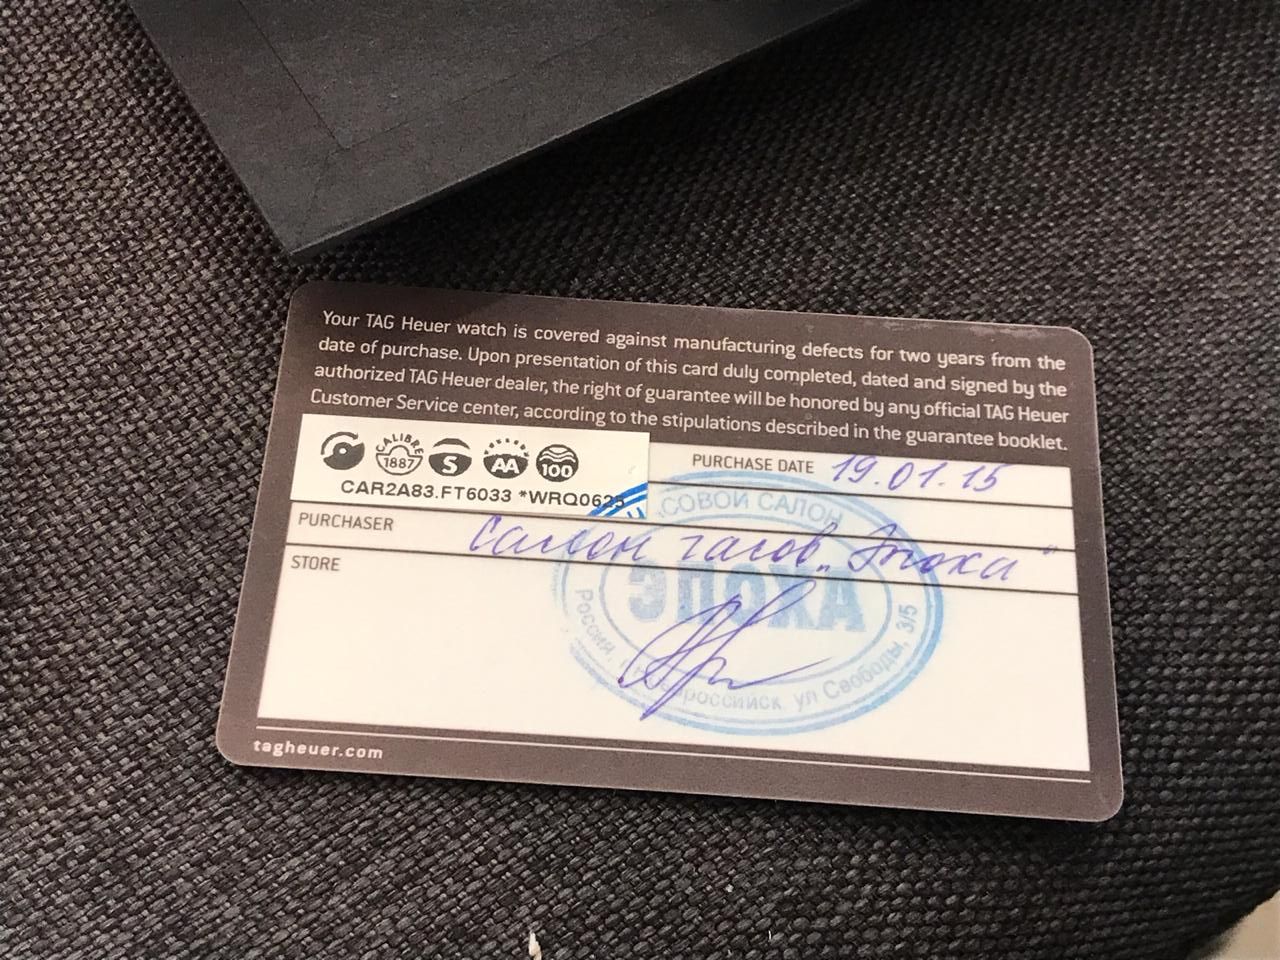 Your TAG Heuer watch is covered against manufacturing defects for two years from the
date of purchase. Upon presentation of this card duly completed, dated and signed by the
authorized TAG Heuer dealer, the right of guarantee will be honored by any official TAG Heuer
Customer Service center, according to the stipulations described in the guarantee booklet.
CALIBRE 1887 S AA 100
CAR2A83.FT6033 *WRQ0625
PURCHASE DATE 19.01.15
PURCHASER Салон часов „Эпоха“
STORE
СОВОЙ САЛОН
ЭПОХА
Россия, российск, ул Свободы, 3/5
tagheuer.com